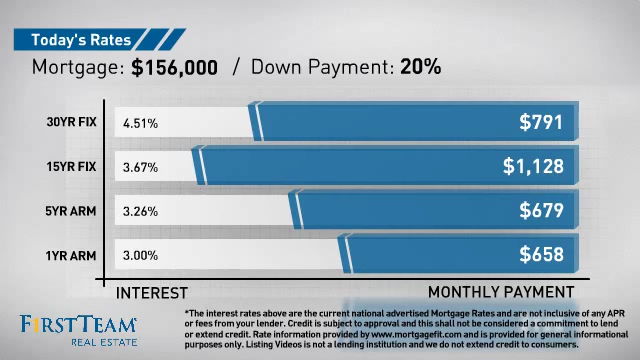 Today's Rates
Mortgage: $156,000 / Down Payment: 20%
30YR FIX 4.51% $791
15YR FIX 3.67% $1,128
5YR ARM 3.26% $679
1YR ARM 3.00% $658
INTEREST MONTHLY PAYMENT
FIRSTTEAM®
REAL ESTATE
*The interest rates above are the current national advertised Mortgage Rates and are not inclusive of any APR
or fees from your lender. Credit is subject to approval and this shall not be considered a commitment to lend
or extend credit. Rate information provided by www.mortgagefit.com and is provided for general informational
purposes only. Listing Videos is not a lending institution and we do not extend credit to consumers.